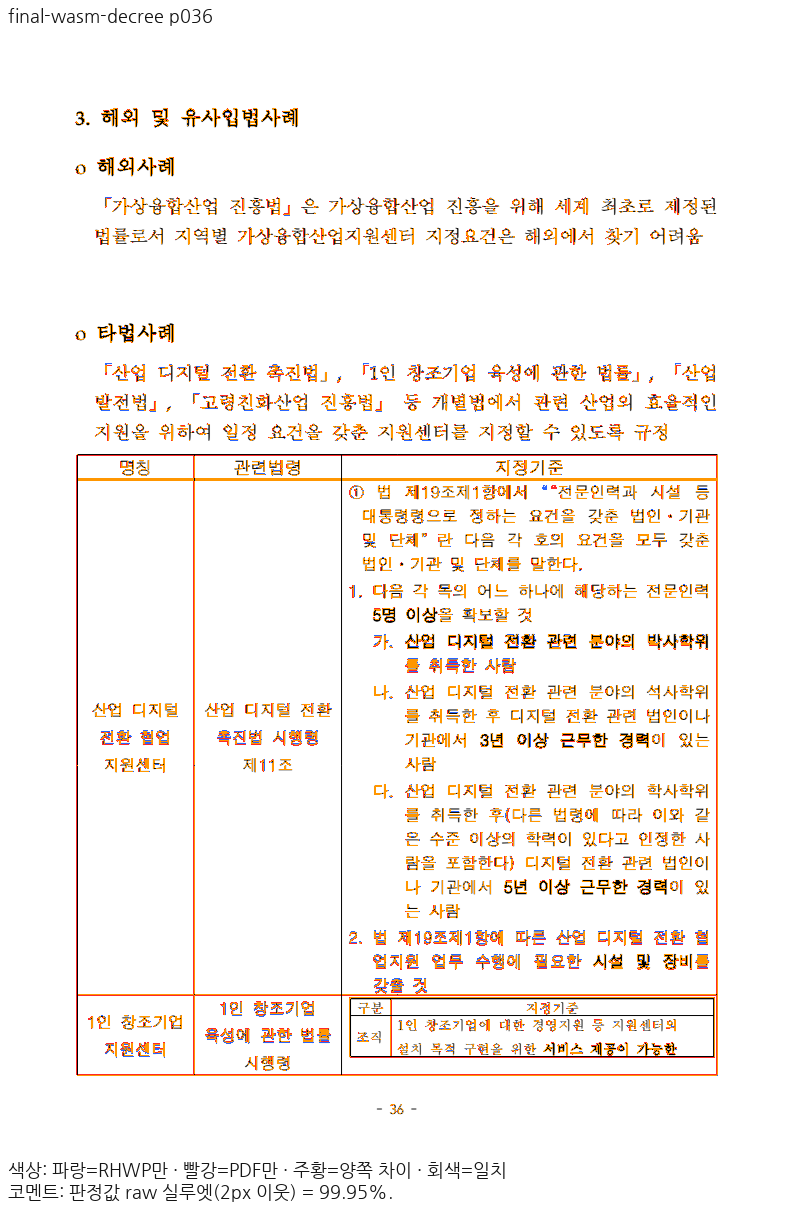 final-wasm-decree p036
3. 해외 및 유사입법사례
o 해외사례
「가상융합산업 진흥법」은 가상융합산업 진흥을 위해 세계 최초로 제정된
법률로서 지역별 가상융합산업지원센터 지정요건은 해외에서 찾기 어려움
o 타법사례
「산업 디지털 전환 촉진법」, 「1인 창조기업 육성에 관한 법률」, 「산업
발전법」, 「고령친화산업 진흥법」 등 개별법에서 관련 산업의 효율적인
지원을 위하여 일정 요건을 갖춘 지원센터를 지정할 수 있도록 규정
명칭 관련법령 지정기준
산업 디지털
전환 협업
지원센터
산업 디지털 전환
촉진법 시행령
제11조
① 법 제19조제1항에서 “"전문인력과 시설 등
대통령령으로 정하는 요건을 갖춘 법인·기관
및 단체”란 다음 각 호의 요건을 모두 갖춘
법인·기관 및 단체를 말한다.
1. 다음 각 목의 어느 하나에 해당하는 전문인력
5명 이상을 확보할 것
가. 산업 디지털 전환 관련 분야의 박사학위
를 취득한 사람
나. 산업 디지털 전환 관련 분야의 석사학위
를 취득한 후 디지털 전환 관련 법인이나
기관에서 3년 이상 근무한 경력이 있는
사람
다. 산업 디지털 전환 관련 분야의 학사학위
를 취득한 후(다른 법령에 따라 이와 같
은 수준 이상의 학력이 있다고 인정한 사
람을 포함한다) 디지털 전환 관련 법인이
나 기관에서 5년 이상 근무한 경력이 있
는 사람
2. 법 제19조제1항에 따른 산업 디지털 전환 협
업지원 업무 수행에 필요한 시설 및 장비를
갖출 것
1인 창조기업
지원센터
1인 창조기업
육성에 관한 법률
시행령
구분 지정기준
조직
1인 창조기업에 대한 경영지원 등 지원센터의
설치 목적 구현을 위한 서비스 제공이 가능한
- 36 -
색상: 파랑=RHWP만 · 빨강=PDF만 · 주황=양쪽 차이 · 회색=일치
코멘트: 판정값 raw 실루엣(2px 이웃) = 99.95%.